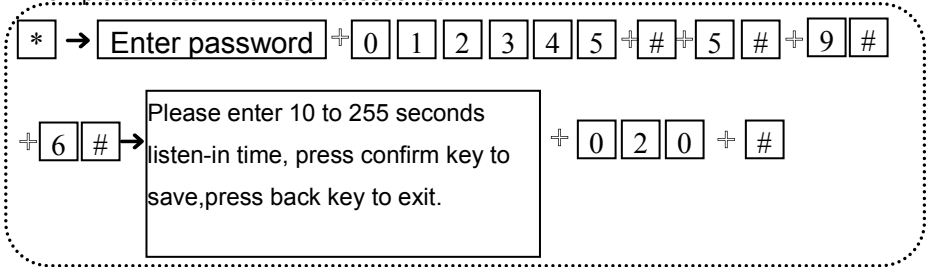 * → Enter password + 0 1 2 3 4 5 + # + 5 # + 9 #
+ 6 # → Please enter 10 to 255 seconds
listen-in time, press confirm key to
save,press back key to exit.
+ 0 2 0 + #